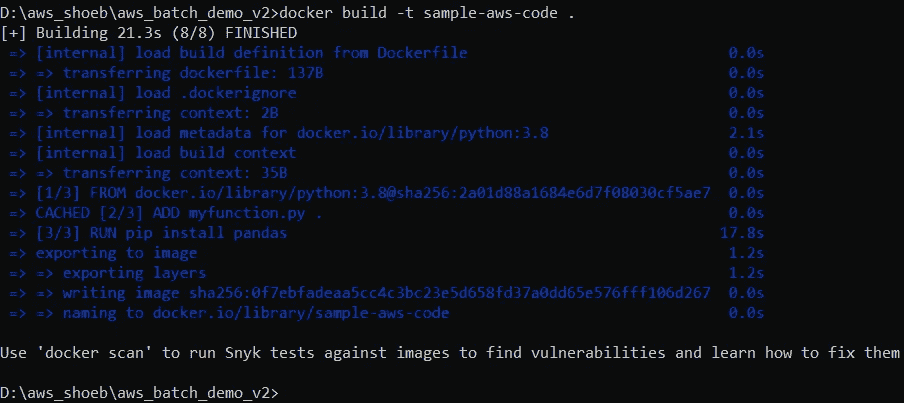 D:\aws_shoeb\aws_batch_demo_v2>docker build -t sample-aws-code .
[+] Building 21.3s (8/8) FINISHED
=> [internal] load build definition from Dockerfile 0.0s
=> => transferring dockerfile: 137B 0.0s
=> [internal] load .dockerignore 0.0s
=> => transferring context: 2B 0.0s
=> [internal] load metadata for docker.io/library/python:3.8 2.1s
=> [internal] load build context 0.0s
=> => transferring context: 35B 0.0s
=> [1/3] FROM docker.io/library/python:3.8@sha256:2a01d88a1684e6d7f08030cf5ae7 0.0s
=> CACHED [2/3] ADD myfunction.py . 0.0s
=> [3/3] RUN pip install pandas 17.8s
=> exporting to image 1.2s
=> => exporting layers 1.2s
=> => writing image sha256:0f7ebfadeaa5cc4c3bc23e5d658fd37a0dd65e576fff106d267 0.0s
=> => naming to docker.io/library/sample-aws-code 0.0s
Use 'docker scan' to run Snyk tests against images to find vulnerabilities and learn how to fix them
D:\aws_shoeb\aws_batch_demo_v2>